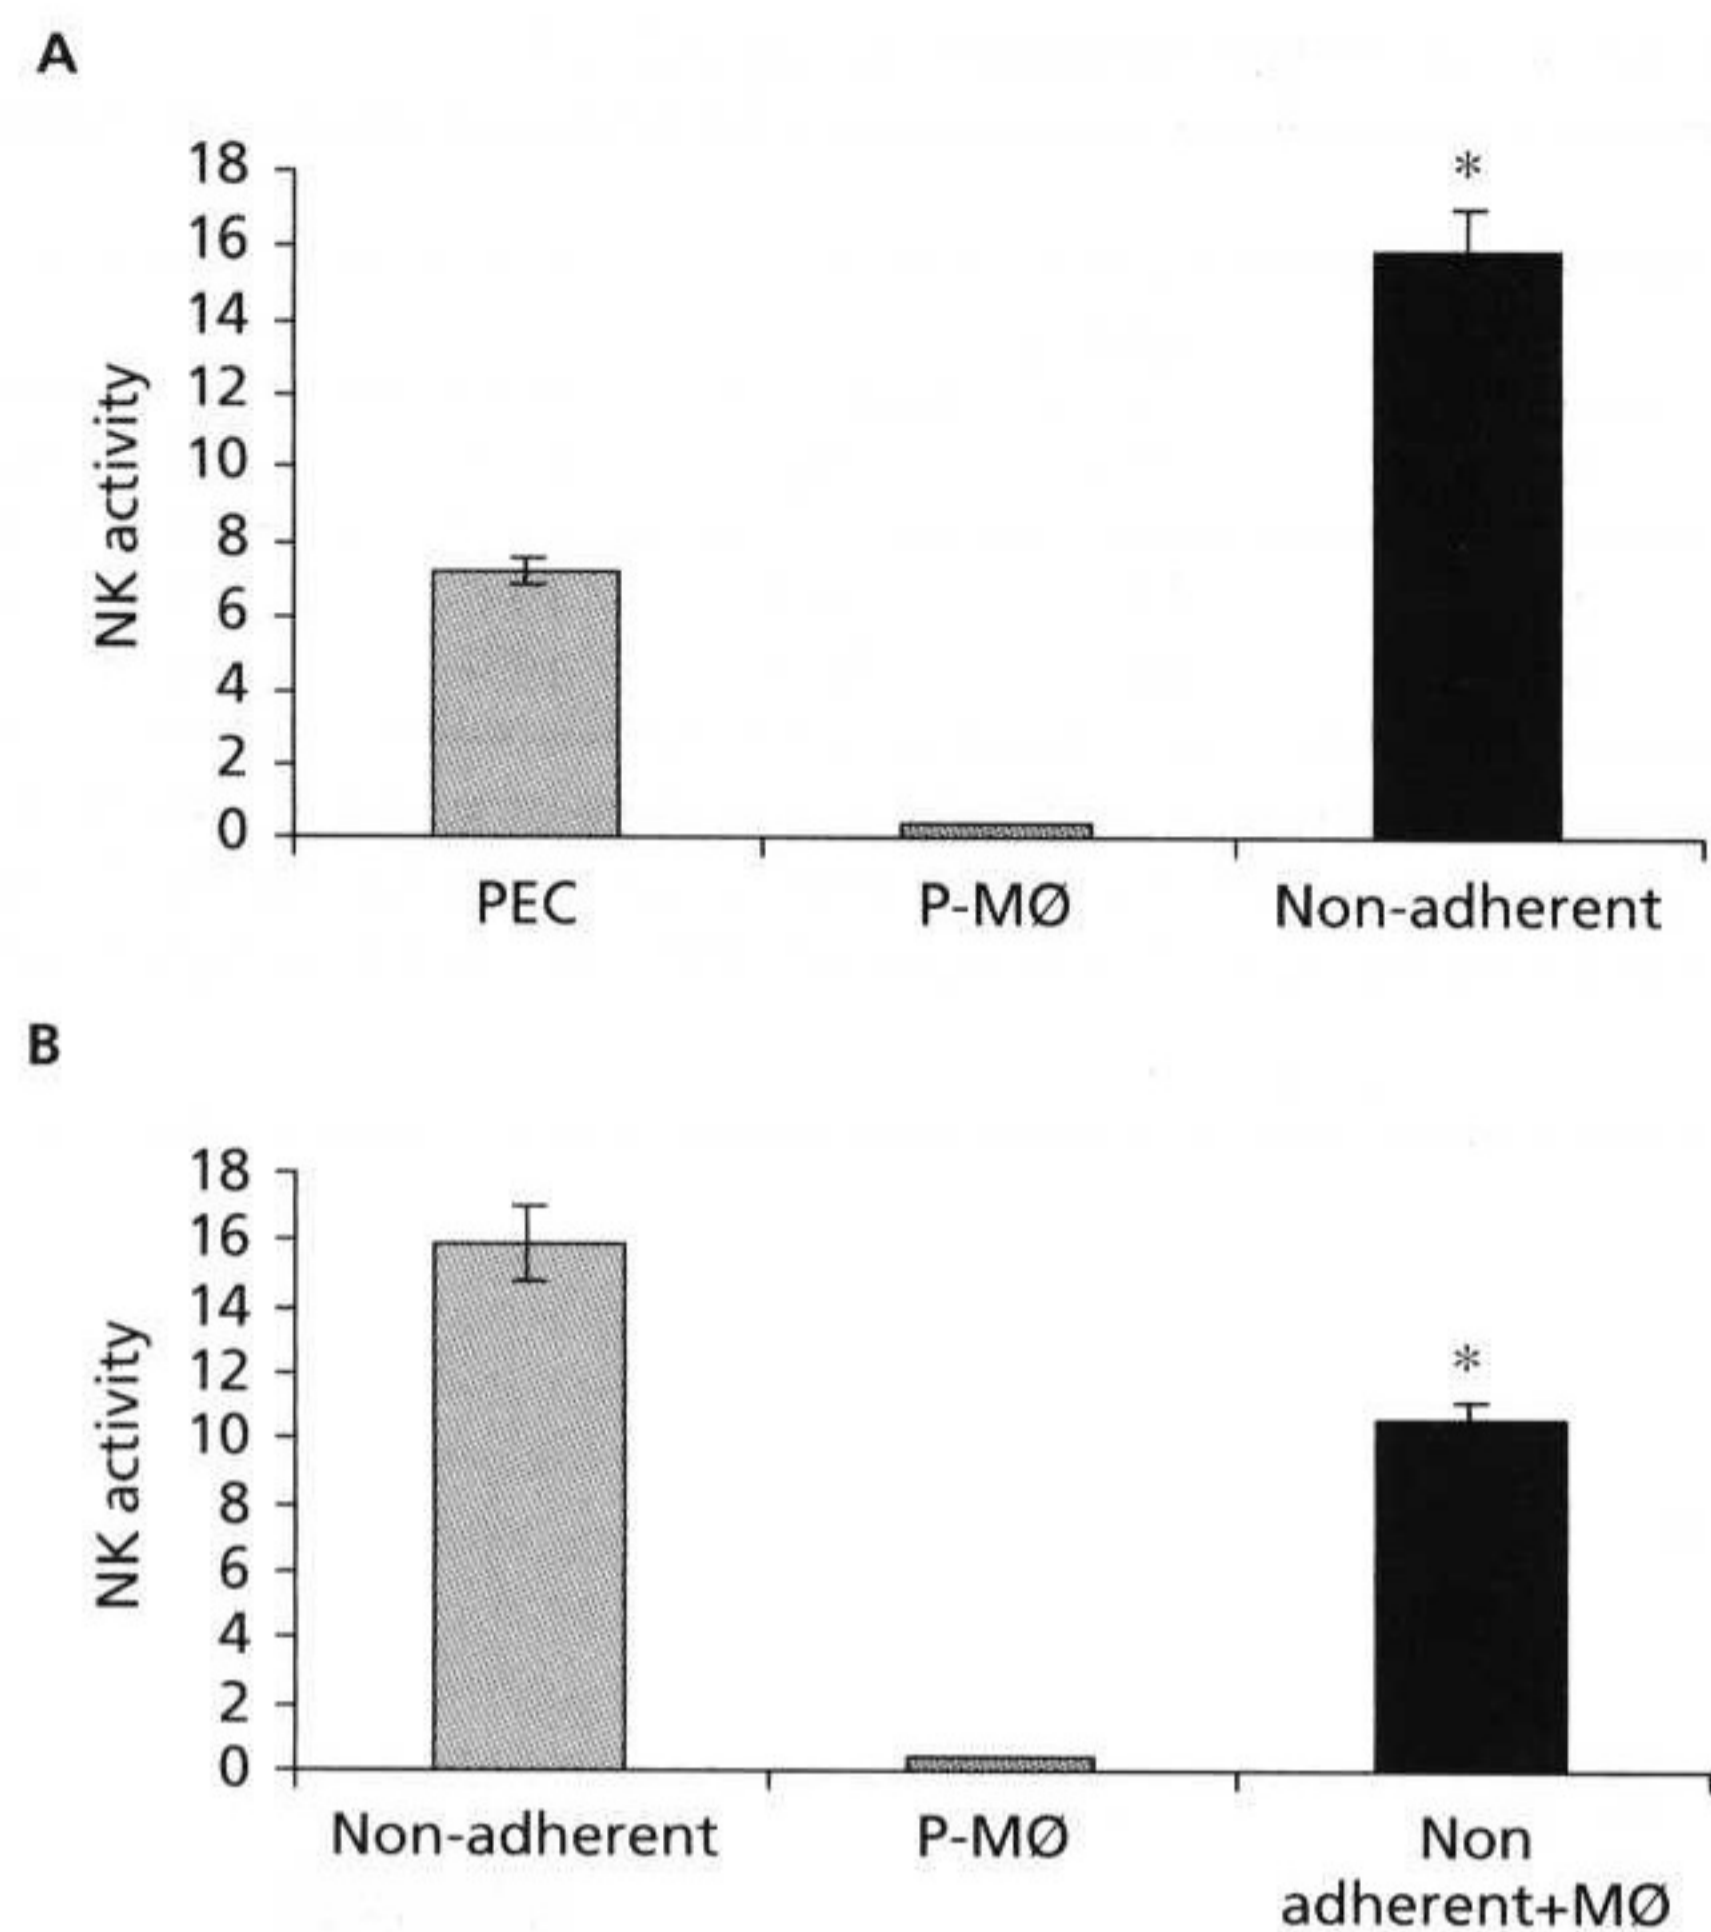 A
*
18
16
14
12
10
8
6
4
2
0
NK activity
PEC
P-MØ
Non-adherent
B
18
16
14
12
10
8
6
4
2
0
NK activity
*
Non-adherent
P-MØ
Non
adherent+MØ